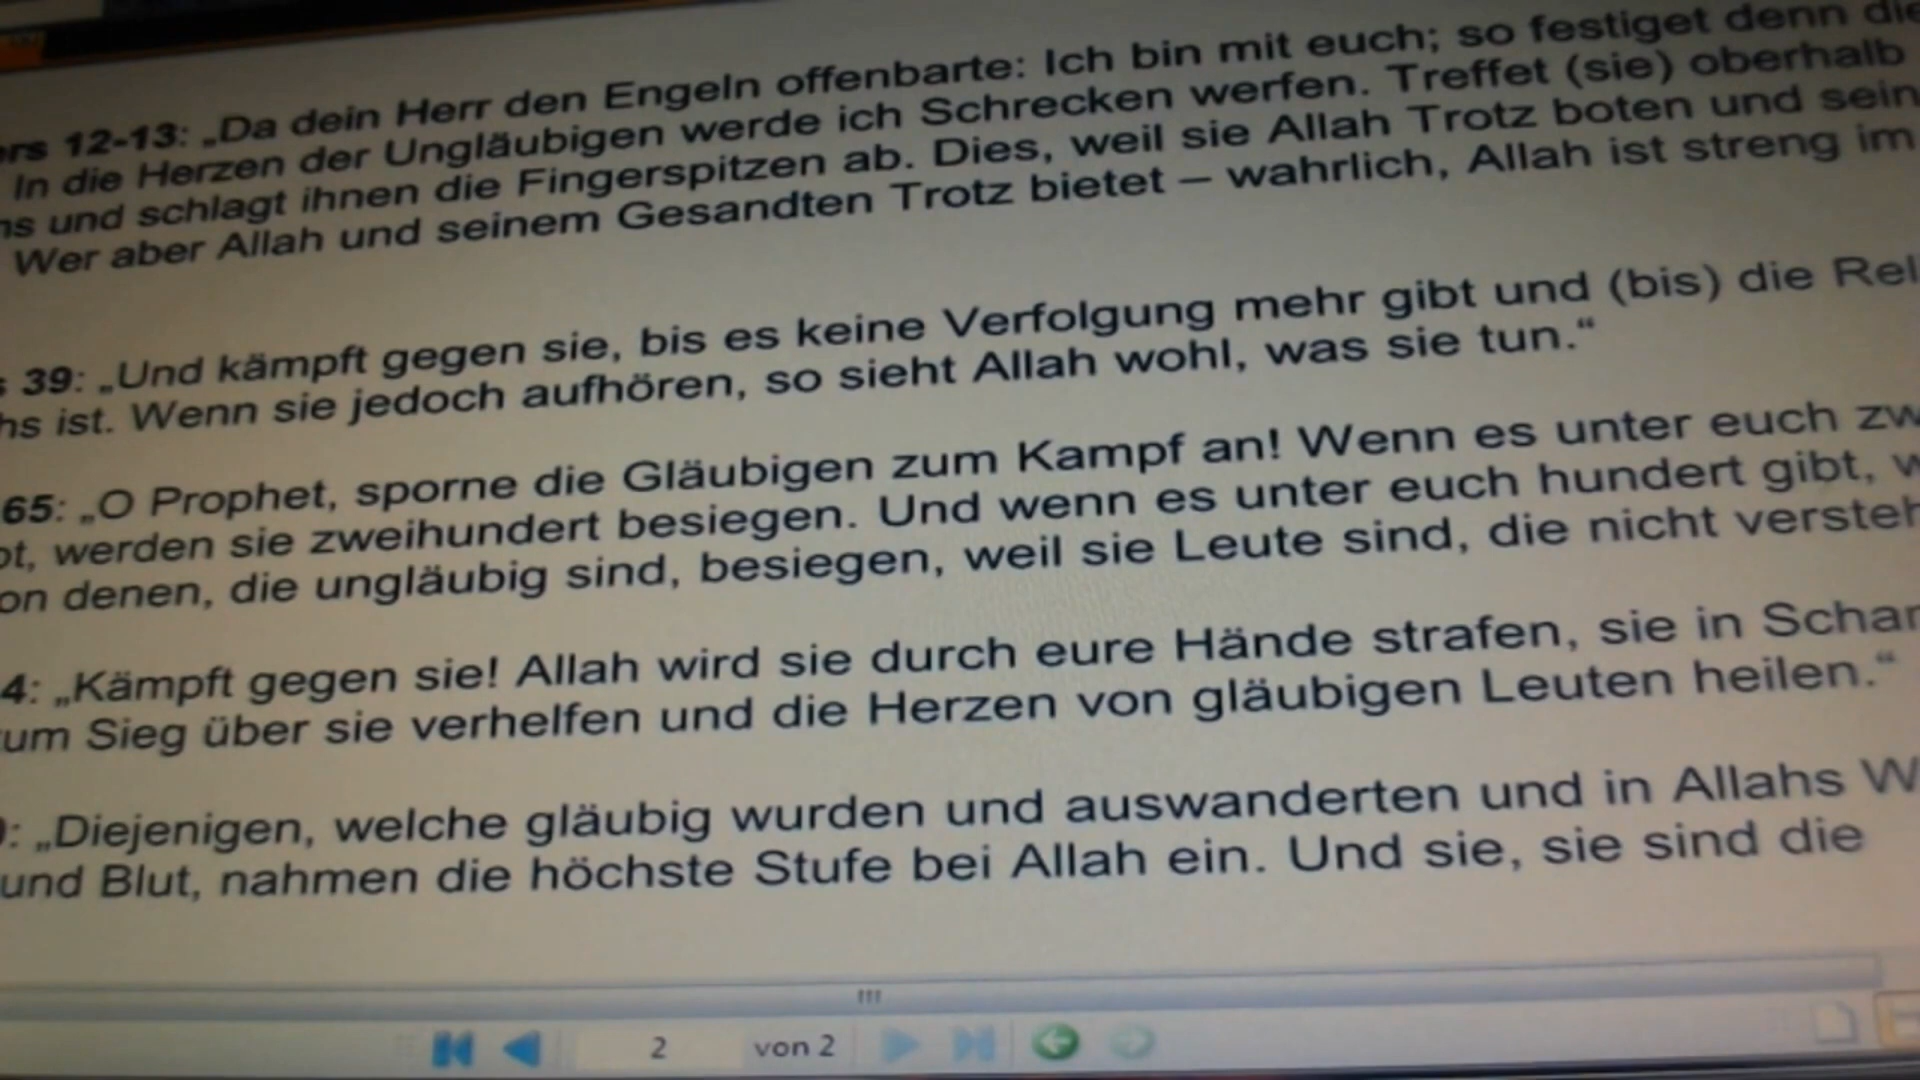 ers 12-13: „Da dein Herr den Engeln offenbarte: Ich bin mit euch; so festiget denn die
In die Herzen der Ungläubigen werde ich Schrecken werfen. Treffet (sie) oberhalb
ns und schlagt ihnen die Fingerspitzen ab. Dies, weil sie Allah Trotz boten und sein
Wer aber Allah und seinem Gesandten Trotz bietet – wahrlich, Allah ist streng im
s 39: „Und kämpft gegen sie, bis es keine Verfolgung mehr gibt und (bis) die Rel
hs ist. Wenn sie jedoch aufhören, so sieht Allah wohl, was sie tun.“
65: „O Prophet, sporne die Gläubigen zum Kampf an! Wenn es unter euch zw
bt, werden sie zweihundert besiegen. Und wenn es unter euch hundert gibt, w
on denen, die ungläubig sind, besiegen, weil sie Leute sind, die nicht versteh
4: „Kämpft gegen sie! Allah wird sie durch eure Hände strafen, sie in Schan
zum Sieg über sie verhelfen und die Herzen von gläubigen Leuten heilen.“
: „Diejenigen, welche gläubig wurden und auswanderten und in Allahs W
und Blut, nahmen die höchste Stufe bei Allah ein. Und sie, sie sind die
2 von 2